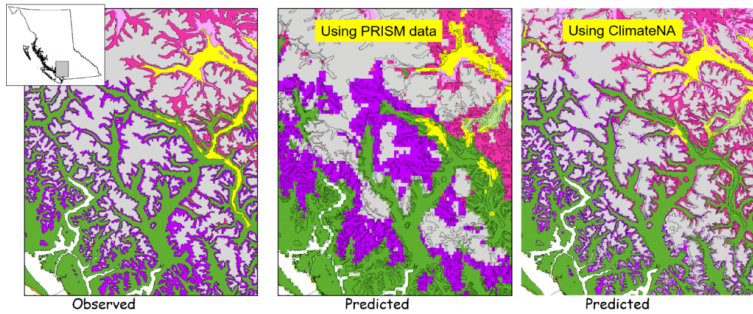 Using PRISM data
Using ClimateNA
Observed
Predicted
Predicted